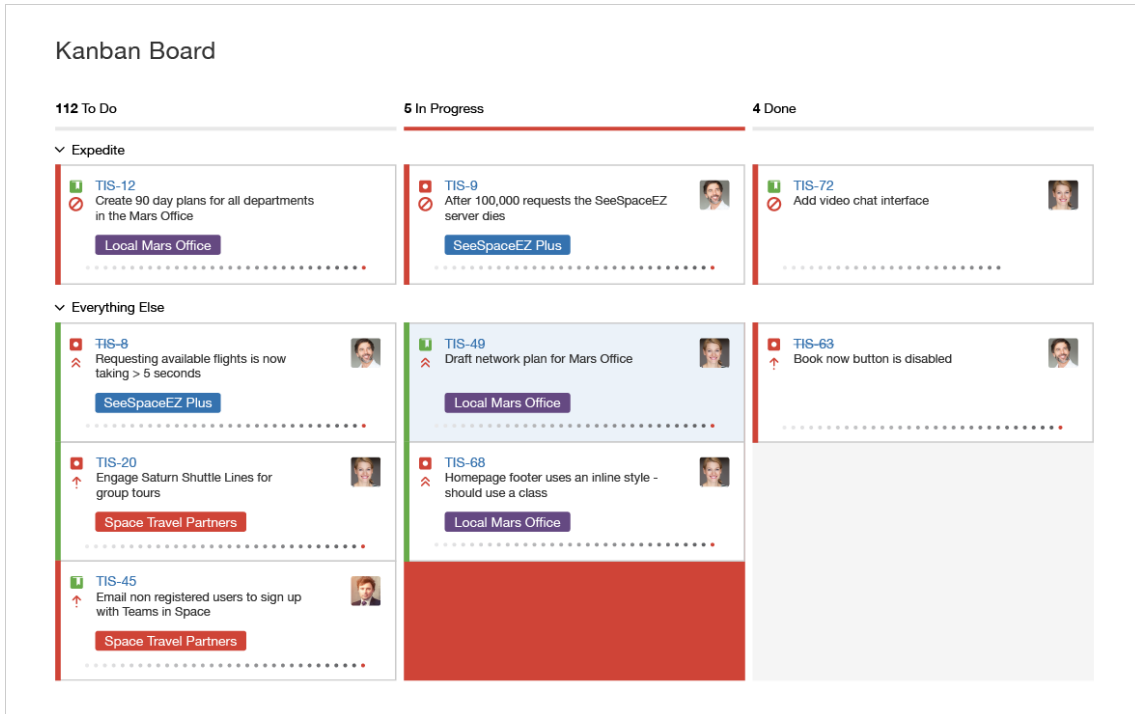 Kanban Board
112 To Do
5 In Progress
4 Done
Expedite
TIS-12
Create 90 day plans for all departments
in the Mars Office
Local Mars Office
TIS-9
After 100,000 requests the SeeSpaceEZ
server dies
SeeSpaceEZ Plus
TIS-72
Add video chat interface
Everything Else
TIS-8
Requesting available flights is now
taking > 5 seconds
SeeSpaceEZ Plus
TIS-49
Draft network plan for Mars Office
Local Mars Office
TIS-63
Book now button is disabled
TIS-20
Engage Saturn Shuttle Lines for
group tours
Space Travel Partners
TIS-68
Homepage footer uses an inline style -
should use a class
Local Mars Office
TIS-45
Email non registered users to sign up
with Teams in Space
Space Travel Partners